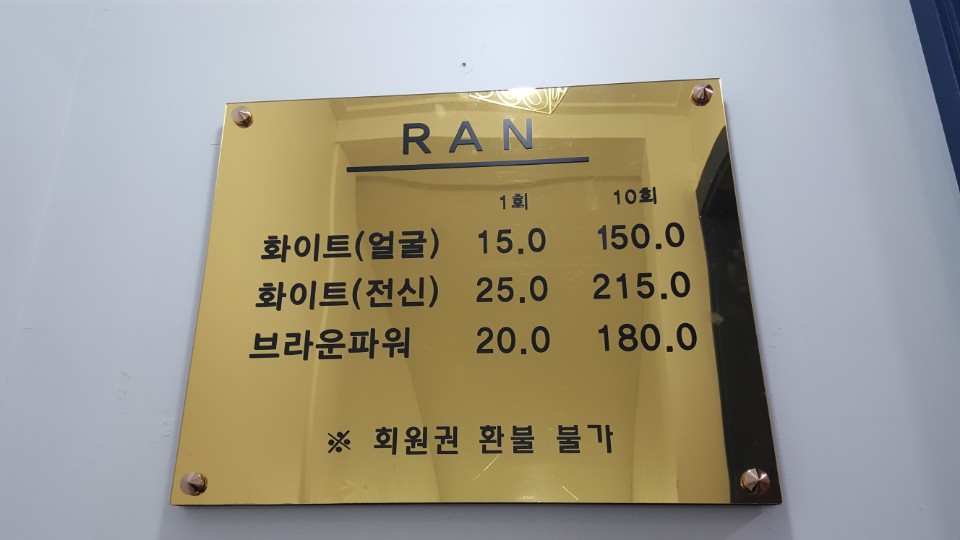 RAN
1회 10회
화이트(얼굴) 15.0 150.0
화이트(전신) 25.0 215.0
브라운파워 20.0 180.0
※ 회원권 환불 불가